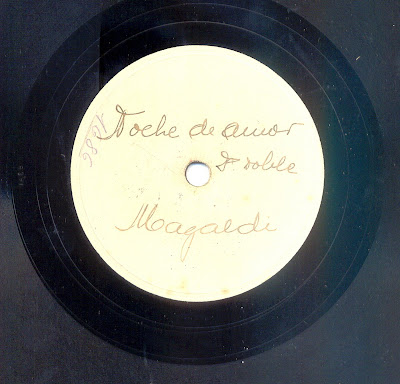 Noche de amor
F doble
Magaldi